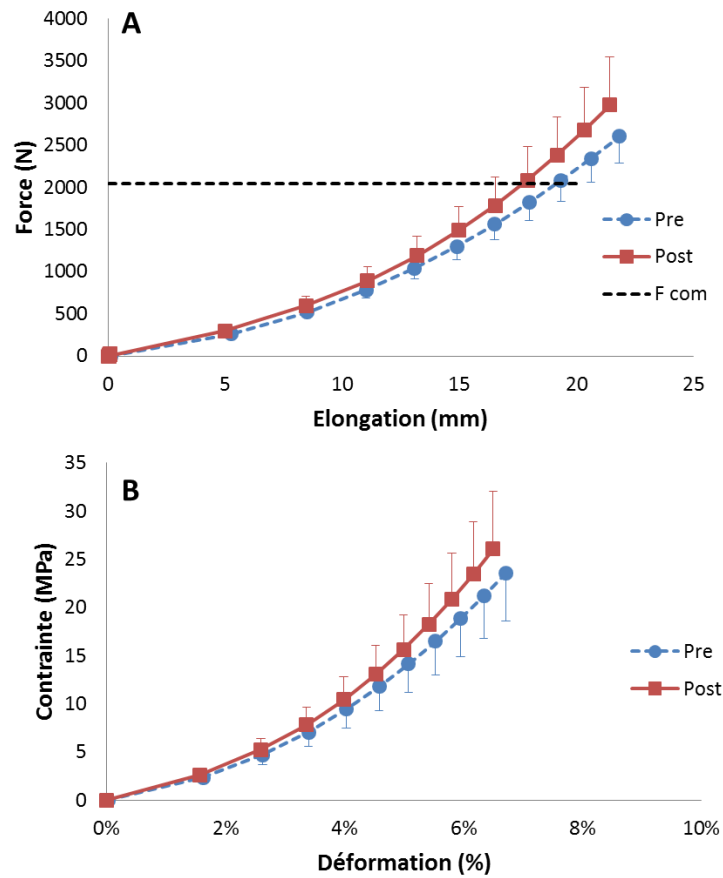 A
4000
3500
3000
2500
2000
1500
1000
500
0
Force (N)
0 5 10 15 20 25
Elongation (mm)
Pre
Post
F com
B
35
30
25
20
15
10
5
0
Contrainte (MPa)
0% 2% 4% 6% 8% 10%
Déformation (%)
Pre
Post